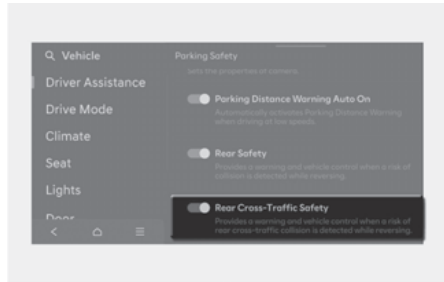 Vehicle
Driver Assistance
Drive Mode
Climate
Seat
Lights
Door
Parking Safety
Sets the properties of camera.
Parking Distance Warning Auto On
Automatically activates Parking Distance Warning
when driving at low speeds.
Rear Safety
Provides a warning and vehicle control when a risk of
collision is detected while reversing.
Rear Cross-Traffic Safety
Provides a warning and vehicle control when a risk of
rear cross-traffic collision is detected while reversing.